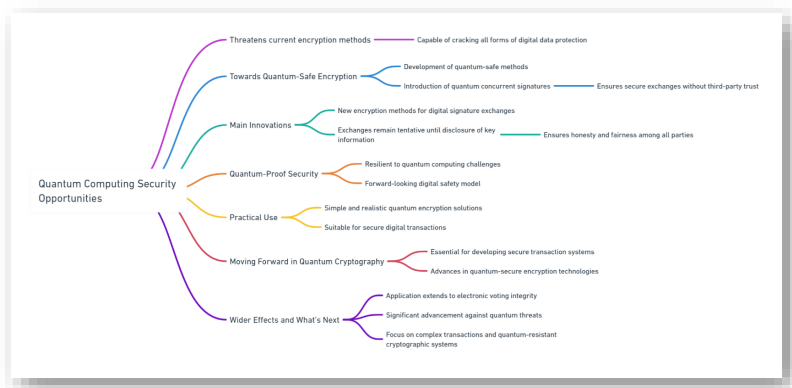 Threatens current encryption methods
Capable of cracking all forms of digital data protection
Towards Quantum-Safe Encryption
Development of quantum-safe methods
Introduction of quantum concurrent signatures
Ensures secure exchanges without third-party trust
Main Innovations
New encryption methods for digital signature exchanges
Exchanges remain tentative until disclosure of key
information
Ensures honesty and fairness among all parties
Quantum Computing Security
Opportunities
Quantum-Proof Security
Resilient to quantum computing challenges
Forward-looking digital safety model
Practical Use
Simple and realistic quantum encryption solutions
Suitable for secure digital transactions
Moving Forward in Quantum Cryptography
Essential for developing secure transaction systems
Advances in quantum-secure encryption technologies
Wider Effects and What's Next
Application extends to electronic voting integrity
Significant advancement against quantum threats
Focus on complex transactions and quantum-resistant
cryptographic systems